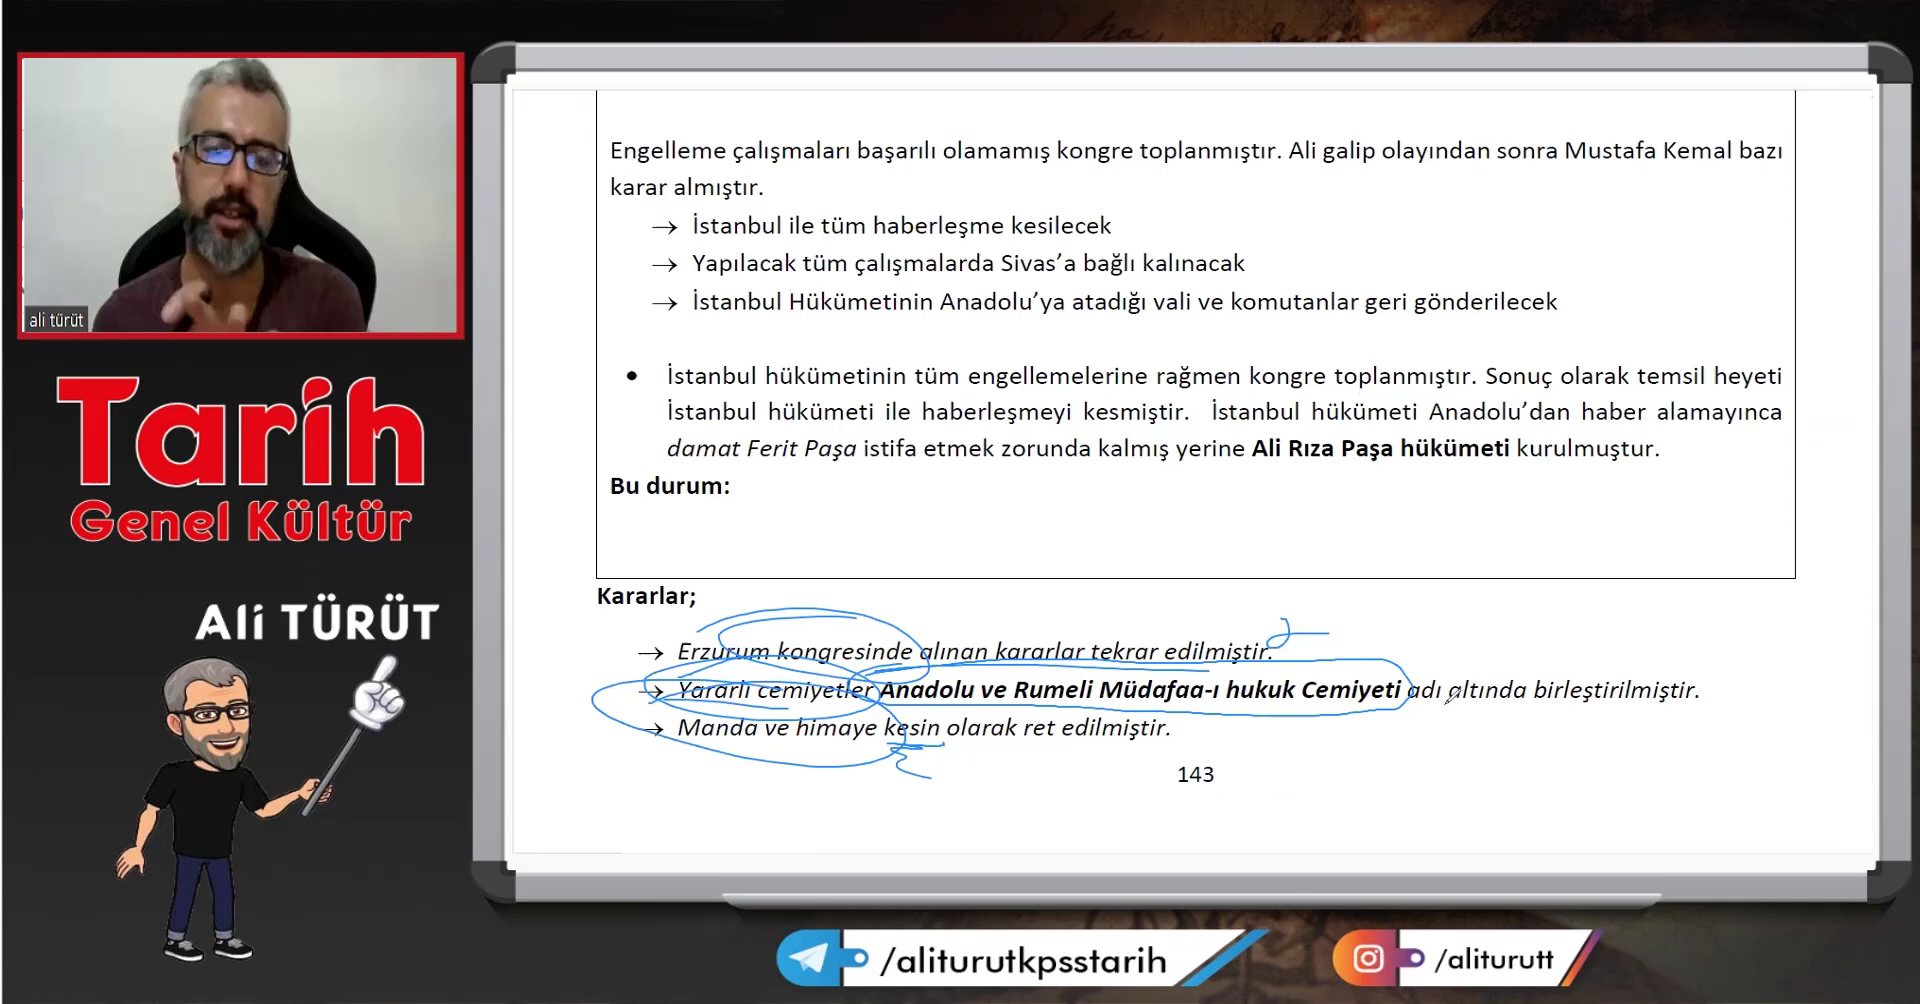 Engelleme çalışmaları başarılı olamamış kongre toplanmıştır. Ali galip olayından sonra Mustafa Kemal bazı
karar almıştır.
→ İstanbul ile tüm haberleşme kesilecek
→ Yapılacak tüm çalışmalarda Sivas’a bağlı kalınacak
→ İstanbul Hükümetinin Anadolu’ya atadığı vali ve komutanlar geri gönderilecek
• İstanbul hükümetinin tüm engellemelerine rağmen kongre toplanmıştır. Sonuç olarak temsil heyeti
İstanbul hükümeti ile haberleşmeyi kesmiştir. İstanbul hükümeti Anadolu’dan haber alamayınca
damat Ferit Paşa istifa etmek zorunda kalmış yerine Ali Rıza Paşa hükümeti kurulmuştur.
Bu durum:
Kararlar;
→ Erzurum kongresinde alınan kararlar tekrar edilmiştir.
→ Yararlı cemiyetler Anadolu ve Rumeli Müdafaa-ı hukuk Cemiyeti adı altında birleştirilmiştir.
→ Manda ve himaye kesin olarak ret edilmiştir.
143
ali türüt
Tarih
Genel Kültür
Ali TÜRÜT
/aliturutkpsstarih
/aliturutt